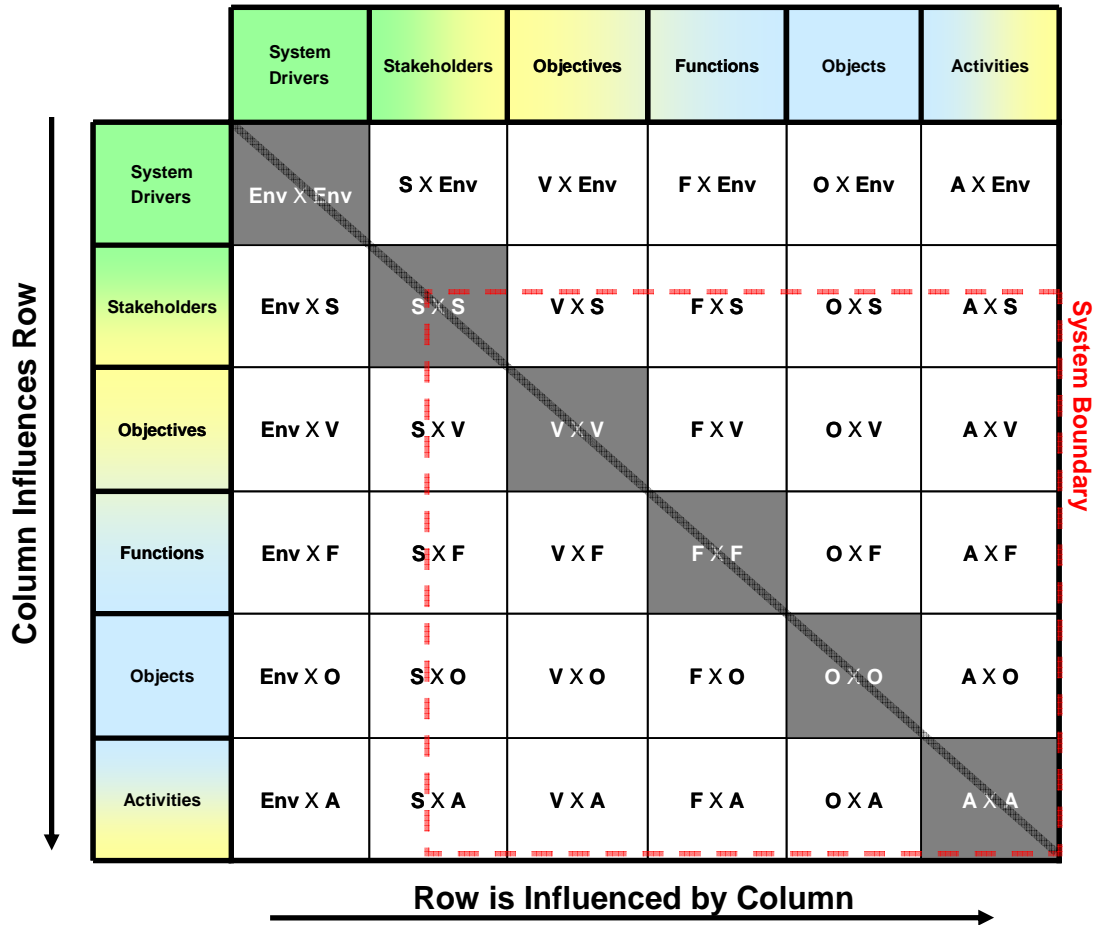 System
Drivers
Stakeholders
Objectives
Functions
Objects
Activities
System
Drivers
Env X Env
S X Env
V X Env
F X Env
O X Env
A X Env
Stakeholders
Env X S
S X S
V X S
F X S
O X S
A X S
Objectives
Env X V
S X V
V X V
F X V
O X V
A X V
Functions
Env X F
S X F
V X F
F X F
O X F
A X F
Objects
Env X O
S X O
V X O
F X O
O X O
A X O
Activities
Env X A
S X A
V X A
F X A
O X A
A X A
Column Influences Row
System Boundary
Row is Influenced by Column